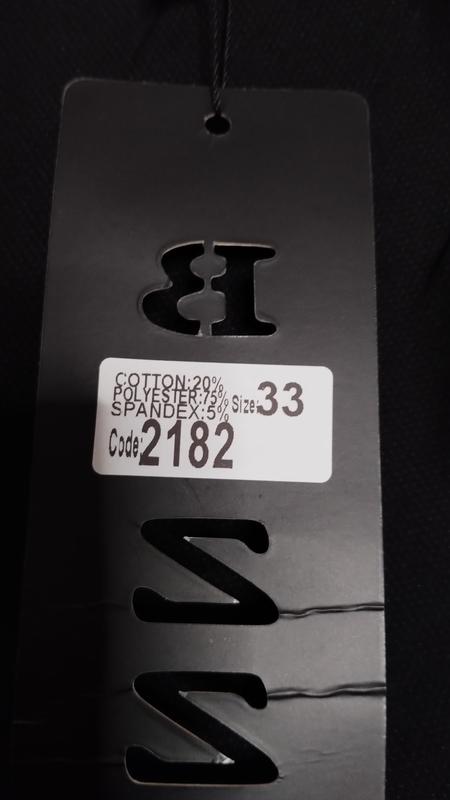 B
COTTON:20%
POLYESTER:75%
SPANDEX:5%
Size:33
Code:2182
N
N